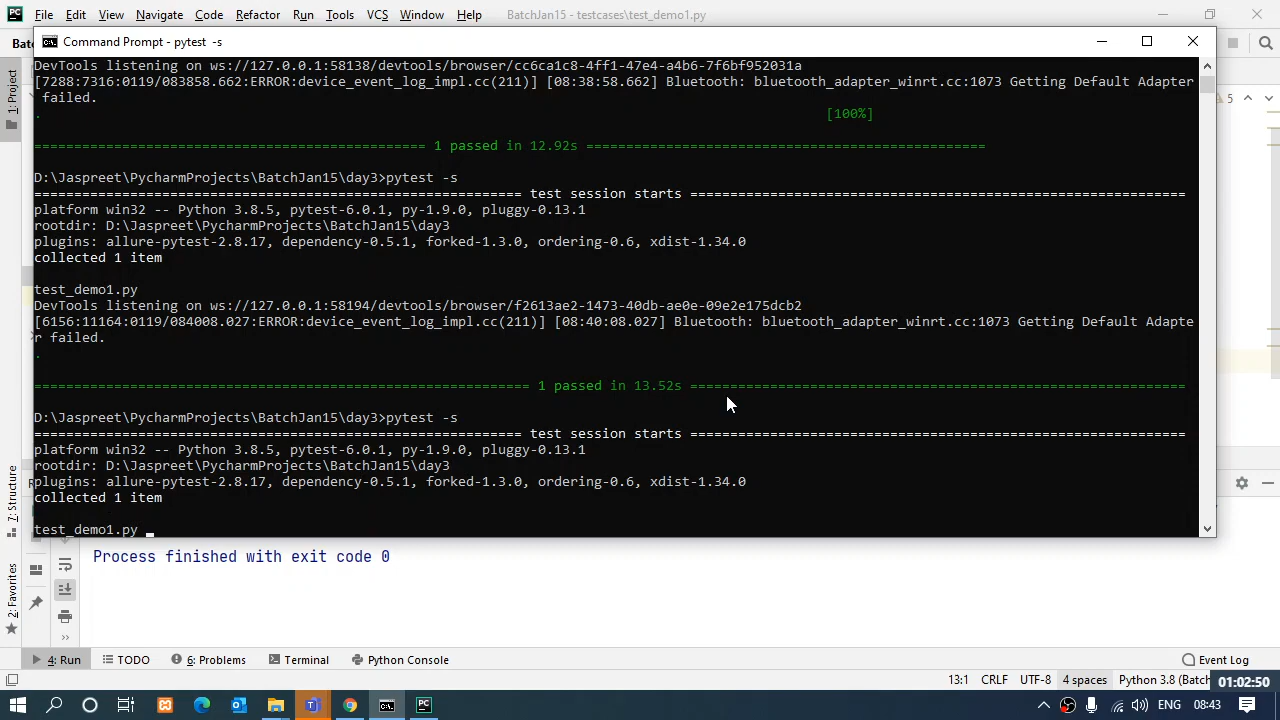 File Edit View Navigate Code Refactor Run Tools VCS Window Help BatchJan15 - testcases\test_demo1.py
Command Prompt - pytest -s
DevTools listening on ws://127.0.0.1:58138/devtools/browser/cc6ca1c8-4ff1-47e4-a4b6-7f6bf952031a
[7288:7316:0119/083858.662:ERROR:device_event_log_impl.cc(211)] [08:38:58.662] Bluetooth: bluetooth_adapter_winrt.cc:1073 Getting Default Adapter
failed.
. [100%]
================================================= 1 passed in 12.92s ==================================================
D:\Jaspreet\PycharmProjects\BatchJan15\day3>pytest -s
============================================================= test session starts ==============================================================
platform win32 -- Python 3.8.5, pytest-6.0.1, py-1.9.0, pluggy-0.13.1
rootdir: D:\Jaspreet\PycharmProjects\BatchJan15\day3
plugins: allure-pytest-2.8.17, dependency-0.5.1, forked-1.3.0, ordering-0.6, xdist-1.34.0
collected 1 item
test_demo1.py
DevTools listening on ws://127.0.0.1:58194/devtools/browser/f2613ae2-1473-40db-ae0e-09e2e175dcb2
[6156:11164:0119/084008.027:ERROR:device_event_log_impl.cc(211)] [08:40:08.027] Bluetooth: bluetooth_adapter_winrt.cc:1073 Getting Default Adapte
r failed.
.
============================================================== 1 passed in 13.52s ==============================================================
D:\Jaspreet\PycharmProjects\BatchJan15\day3>pytest -s
============================================================= test session starts ==============================================================
platform win32 -- Python 3.8.5, pytest-6.0.1, py-1.9.0, pluggy-0.13.1
rootdir: D:\Jaspreet\PycharmProjects\BatchJan15\day3
plugins: allure-pytest-2.8.17, dependency-0.5.1, forked-1.3.0, ordering-0.6, xdist-1.34.0
collected 1 item
test_demo1.py
1: Project
5
7: Structure
2: Favorites
Process finished with exit code 0
4: Run TODO 6: Problems Terminal Python Console Event Log
13:1 CRLF UTF-8 4 spaces Python 3.8 (Batch 01:02:50
ENG 08:43